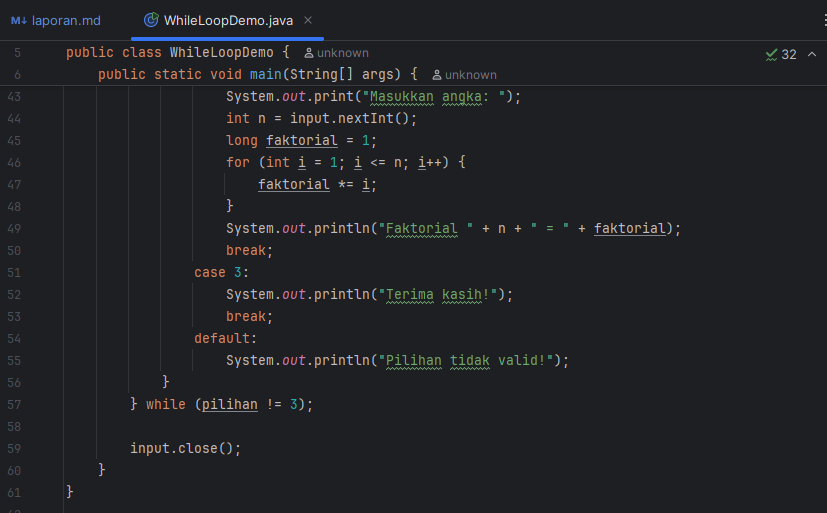 M↓ laporan.md WhileLoopDemo.java ×
5 public class WhileLoopDemo { unknown 32
6 public static void main(String[] args) { unknown
43 System.out.print("Masukkan angka: ");
44 int n = input.nextInt();
45 long faktorial = 1;
46 for (int i = 1; i <= n; i++) {
47 faktorial *= i;
48 }
49 System.out.println("Faktorial " + n + " = " + faktorial);
50 break;
51 case 3:
52 System.out.println("Terima kasih!");
53 break;
54 default:
55 System.out.println("Pilihan tidak valid!");
56 }
57 } while (pilihan != 3);
58
59 input.close();
60 }
61 }